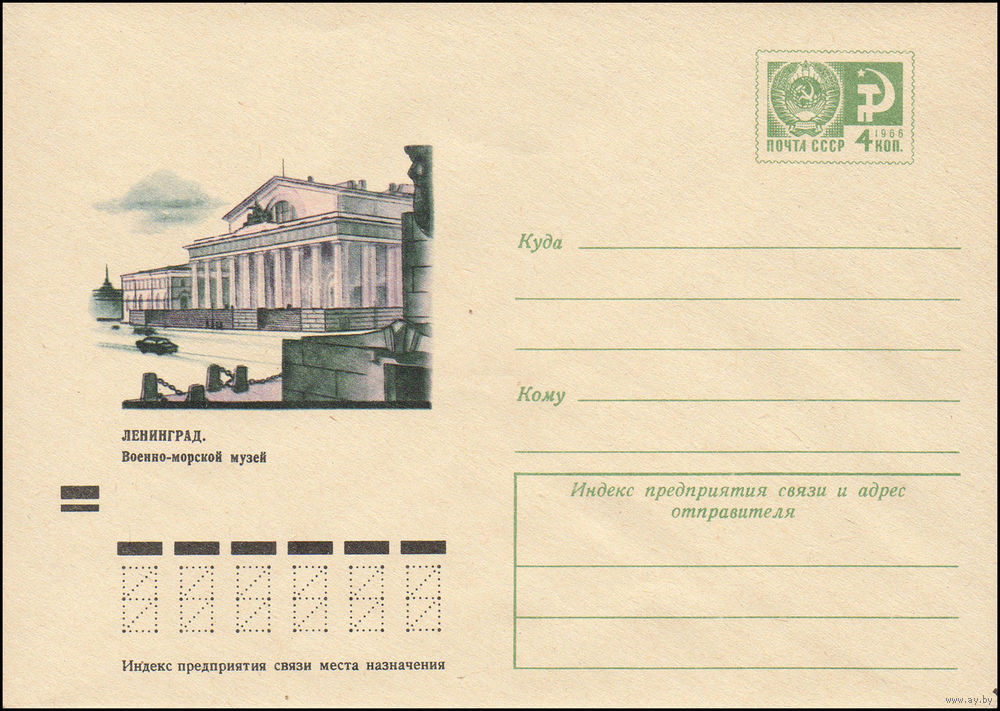 1966
ПОЧТА СССР 4 КОП.
Куда
Кому
ЛЕНИНГРАД.
Военно-морской музей
Индекс предприятия связи и адрес
отправителя
Индекс предприятия связи места назначения
www.ay.by